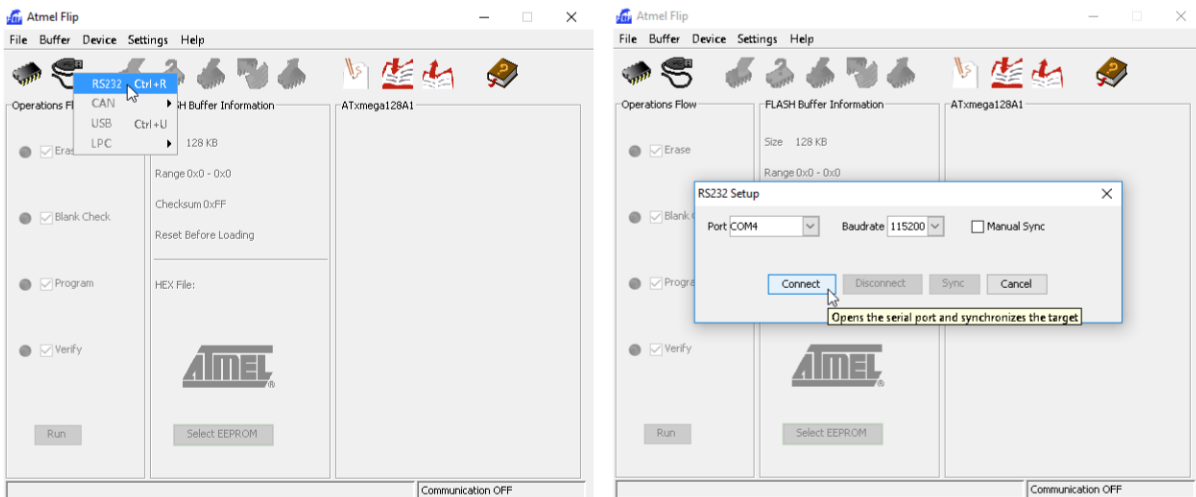 Atmel Flip
File Buffer Device Settings Help
RS232 Ctrl+R
CAN
USB Ctrl+U
LPC
Operations Fl
SH Buffer Information
ATxmega128A1
Eras
128 KB
Range 0x0 - 0x0
Blank Check
Checksum 0xFF
Reset Before Loading
Program
HEX File:
Verify
ATMEL
®
Run
Select EEPROM
Communication OFF
Atmel Flip
File Buffer Device Settings Help
Operations Flow
FLASH Buffer Information
ATxmega128A1
Erase
Size 128 KB
Range 0x0 - 0x0
RS232 Setup
Blank
Port COM4 Baudrate 115200 Manual Sync
Progra
Connect Disconnect Sync Cancel
Opens the serial port and synchronizes the target
Verify
ATMEL
®
Run
Select EEPROM
Communication OFF